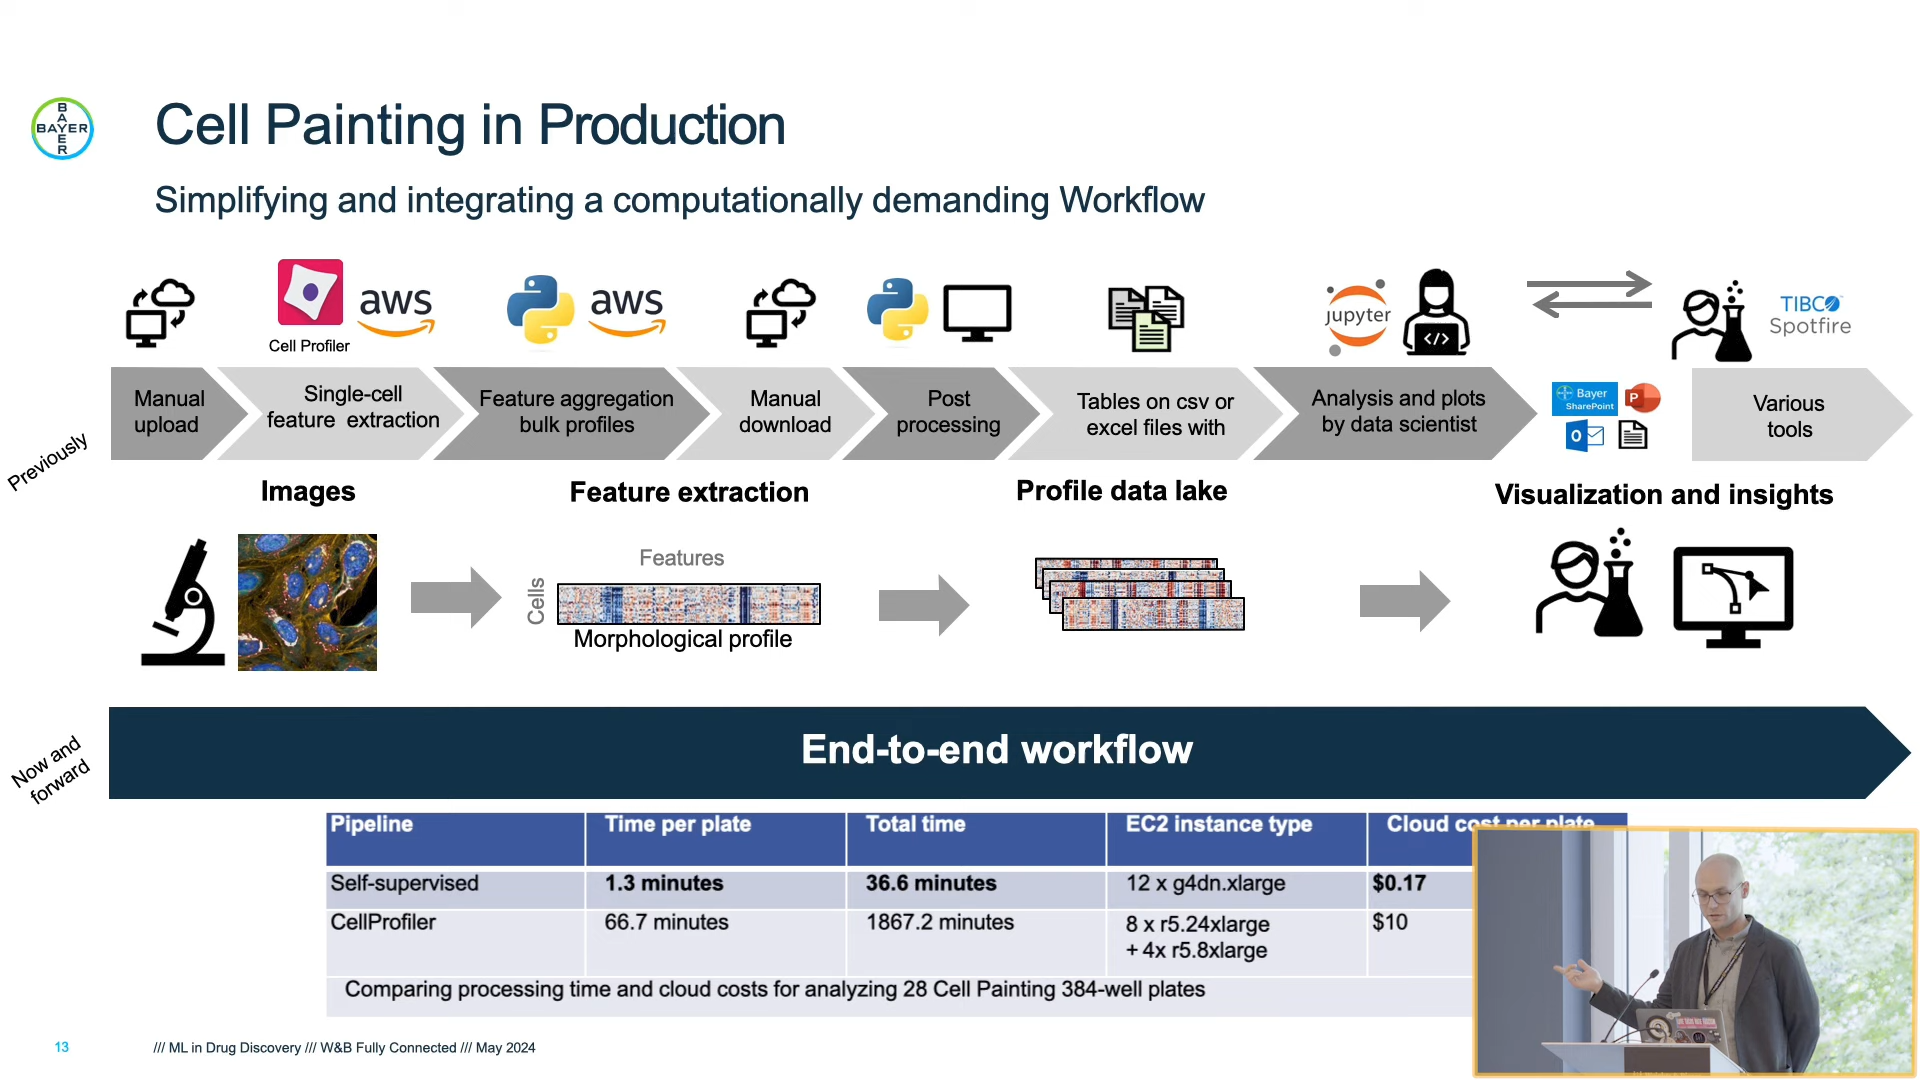 BAYER
BAYER
Cell Painting in Production
Simplifying and integrating a computationally demanding Workflow
Cell Profiler
aws
aws
jupyter
</>
TIBCO
Spotfire
Previously
Manual
upload
Single-cell
feature extraction
Feature aggregation
bulk profiles
Manual
download
Post
processing
Tables on csv or
excel files with
Analysis and plots
by data scientist
Bayer
SharePoint
P
O
Various
tools
Images
Feature extraction
Profile data lake
Visualization and insights
Features
Cells
Morphological profile
Now and
forward
End-to-end workflow
Pipeline Time per plate Total time EC2 instance type Cloud cost per plate
Self-supervised 1.3 minutes 36.6 minutes 12 x g4dn.xlarge $0.17
CellProfiler 66.7 minutes 1867.2 minutes 8 x r5.24xlarge $10
+ 4x r5.8xlarge
Comparing processing time and cloud costs for analyzing 28 Cell Painting 384-well plates
13
/// ML in Drug Discovery /// W&B Fully Connected /// May 2024